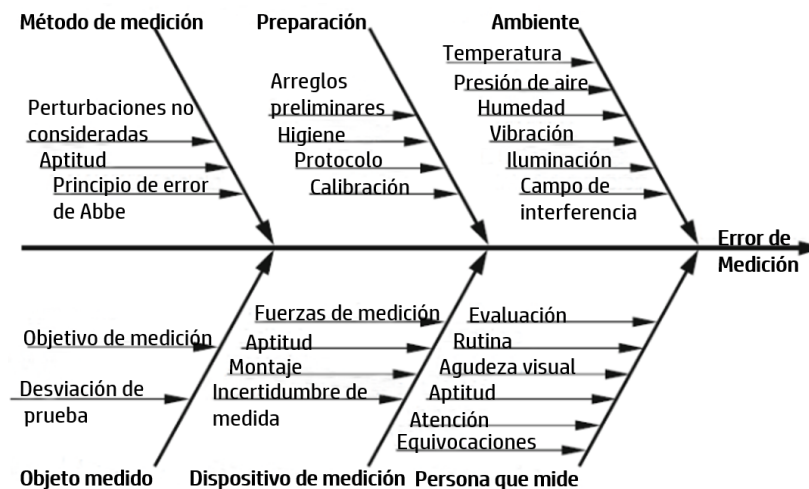 Método de medición
Preparación
Ambiente
Perturbaciones no
consideradas
Aptitud
Principio de error
de Abbe
Arreglos
preliminares
Higiene
Protocolo
Calibración
Temperatura
Presión de aire
Humedad
Vibración
Iluminación
Campo de
interferencia
Error de
Medición
Objetivo de medición
Desviación de
prueba
Fuerzas de medición
Aptitud
Montaje
Incertidumbre de
medida
Evaluación
Rutina
Agudeza visual
Aptitud
Atención
Equivocaciones
Objeto medido
Dispositivo de medición
Persona que mide